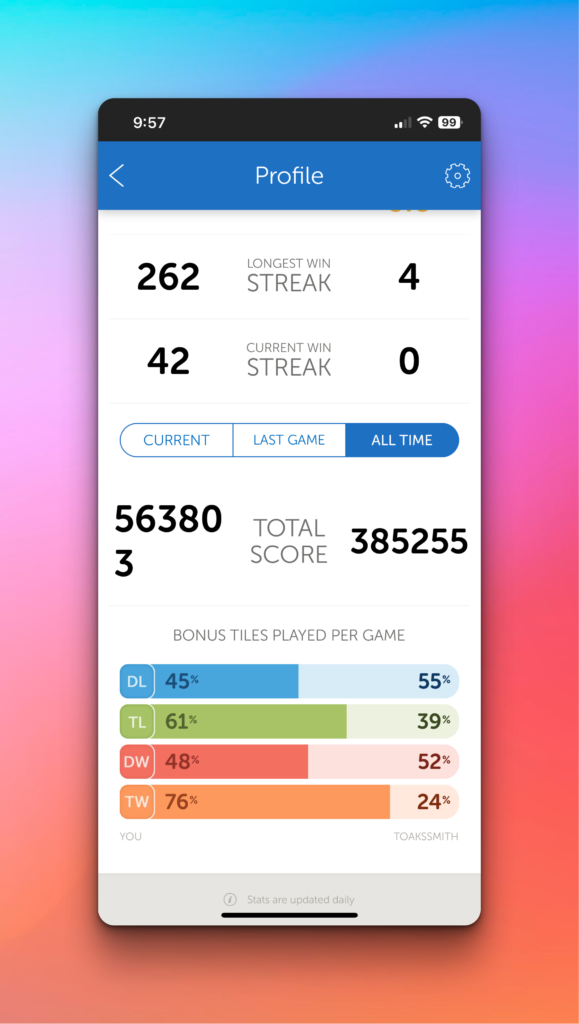 9:57
99
Profile
262
LONGEST WIN
STREAK
4
42
CURRENT WIN
STREAK
0
CURRENT
LAST GAME
ALL TIME
56380
3
TOTAL
SCORE
385255
BONUS TILES PLAYED PER GAME
DL 45% 55%
TL 61% 39%
DW 48% 52%
TW 76% 24%
YOU
TOAKSSMITH
Stats are updated daily